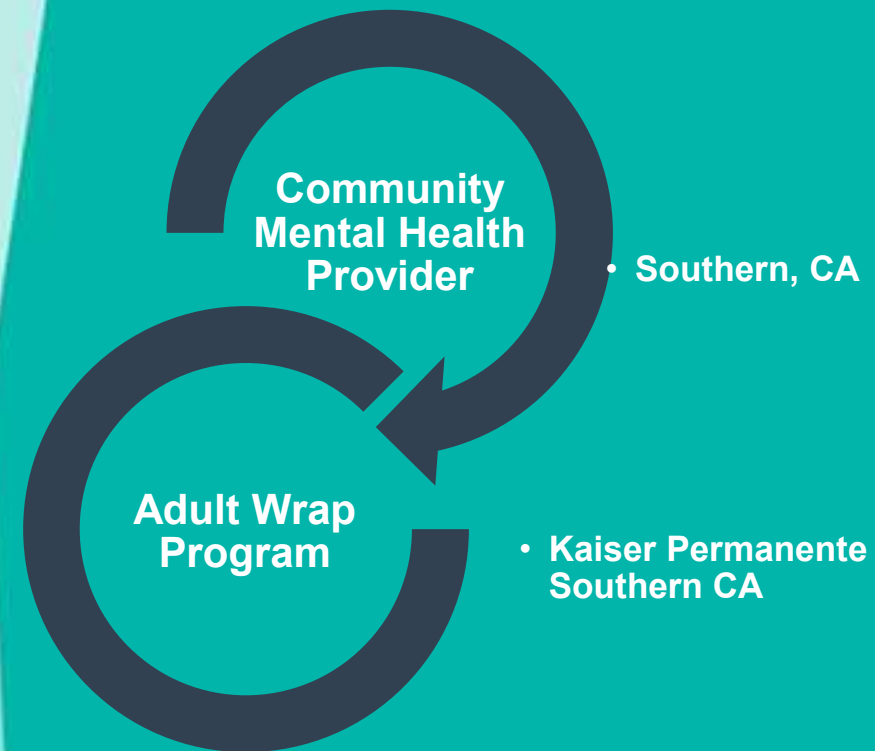 Community
Mental Health
Provider
• Southern, CA
Adult Wrap
Program
• Kaiser Permanente
Southern CA